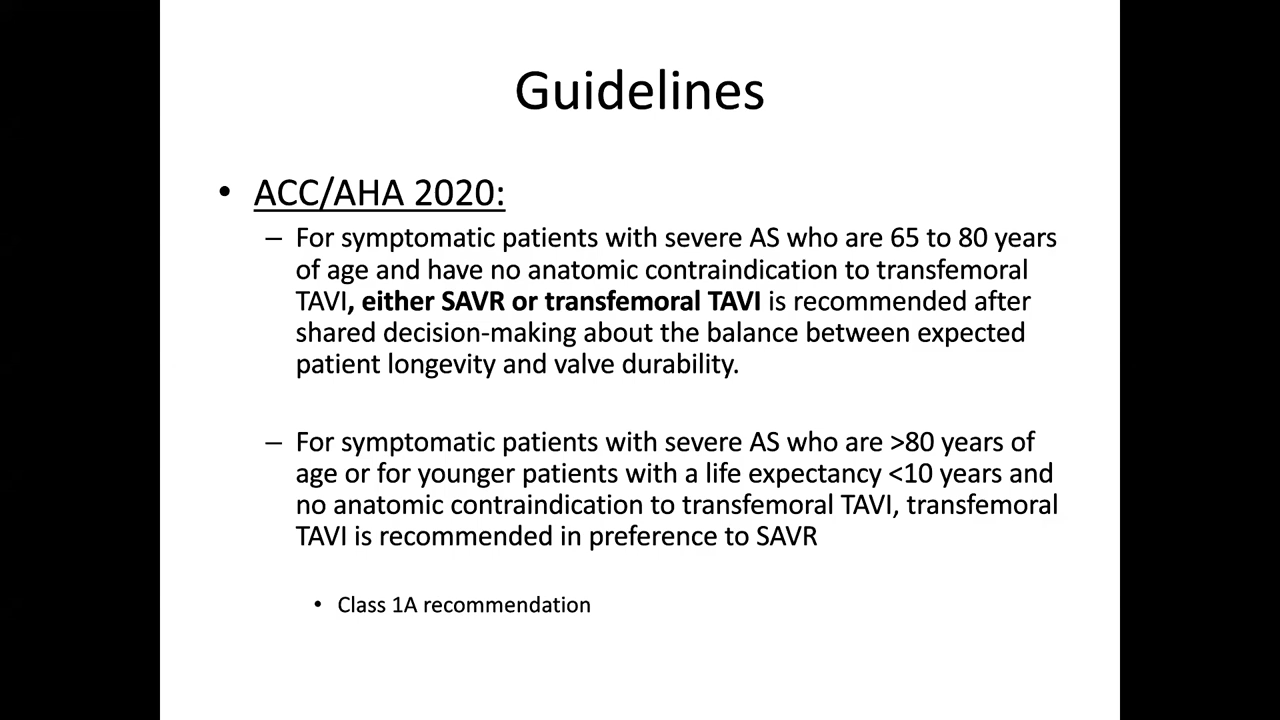 Guidelines
• ACC/AHA 2020:
– For symptomatic patients with severe AS who are 65 to 80 years
of age and have no anatomic contraindication to transfemoral
TAVI, either SAVR or transfemoral TAVI is recommended after
shared decision-making about the balance between expected
patient longevity and valve durability.
– For symptomatic patients with severe AS who are >80 years of
age or for younger patients with a life expectancy <10 years and
no anatomic contraindication to transfemoral TAVI, transfemoral
TAVI is recommended in preference to SAVR
• Class 1A recommendation